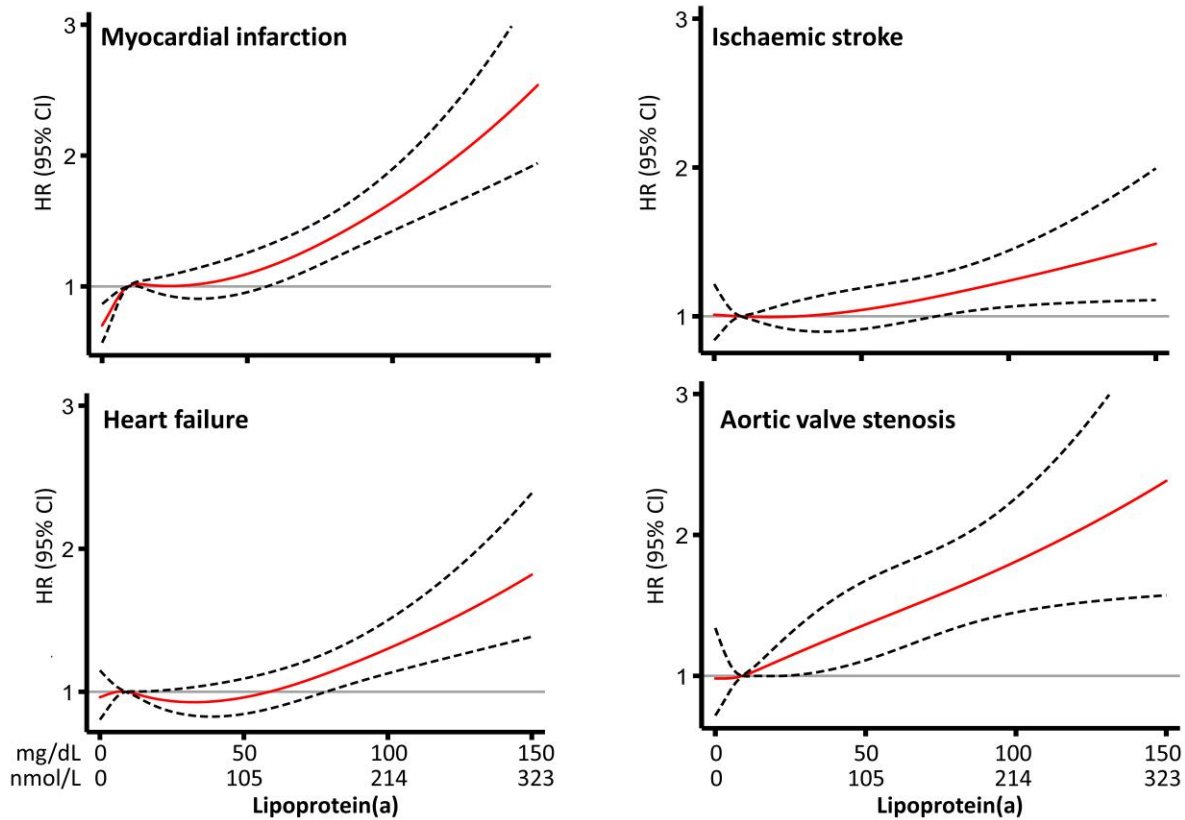 Myocardial infarction
3
2
1
HR (95% CI)
Ischaemic stroke
3
2
1
HR (95% CI)
Heart failure
3
2
1
HR (95% CI)
mg/dL 0 50 100 150
nmol/L 0 105 214 323
Lipoprotein(a)
Aortic valve stenosis
3
2
1
HR (95% CI)
0 50 100 150
0 105 214 323
Lipoprotein(a)